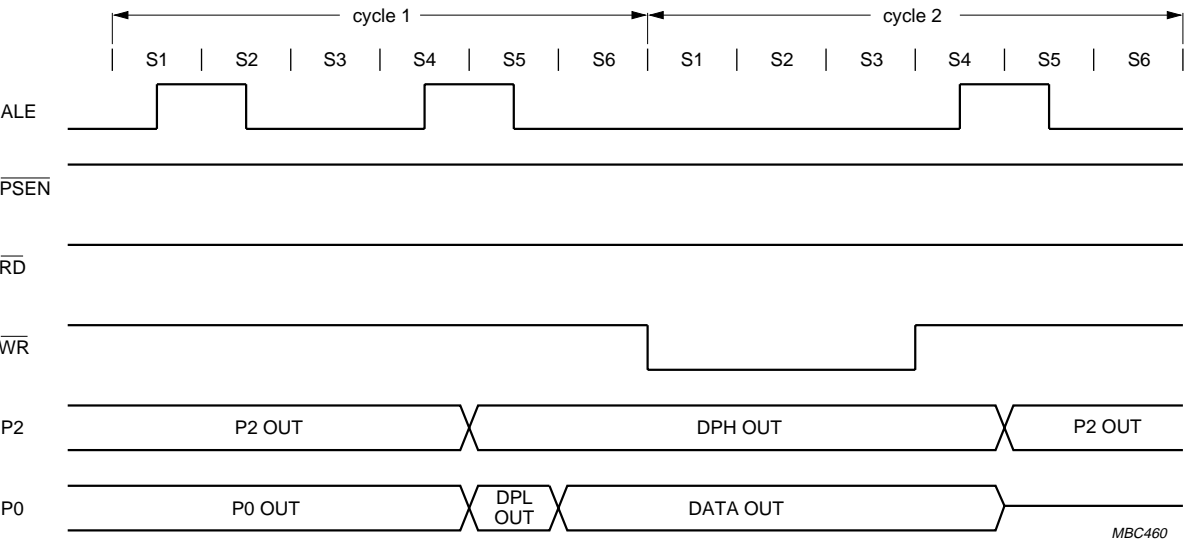 cycle 1 cycle 2
S1 S2 S3 S4 S5 S6 S1 S2 S3 S4 S5 S6
ALE
PSEN
RD
WR
P2 P2 OUT DPH OUT P2 OUT
P0 P0 OUT DPL OUT DATA OUT
MBC460